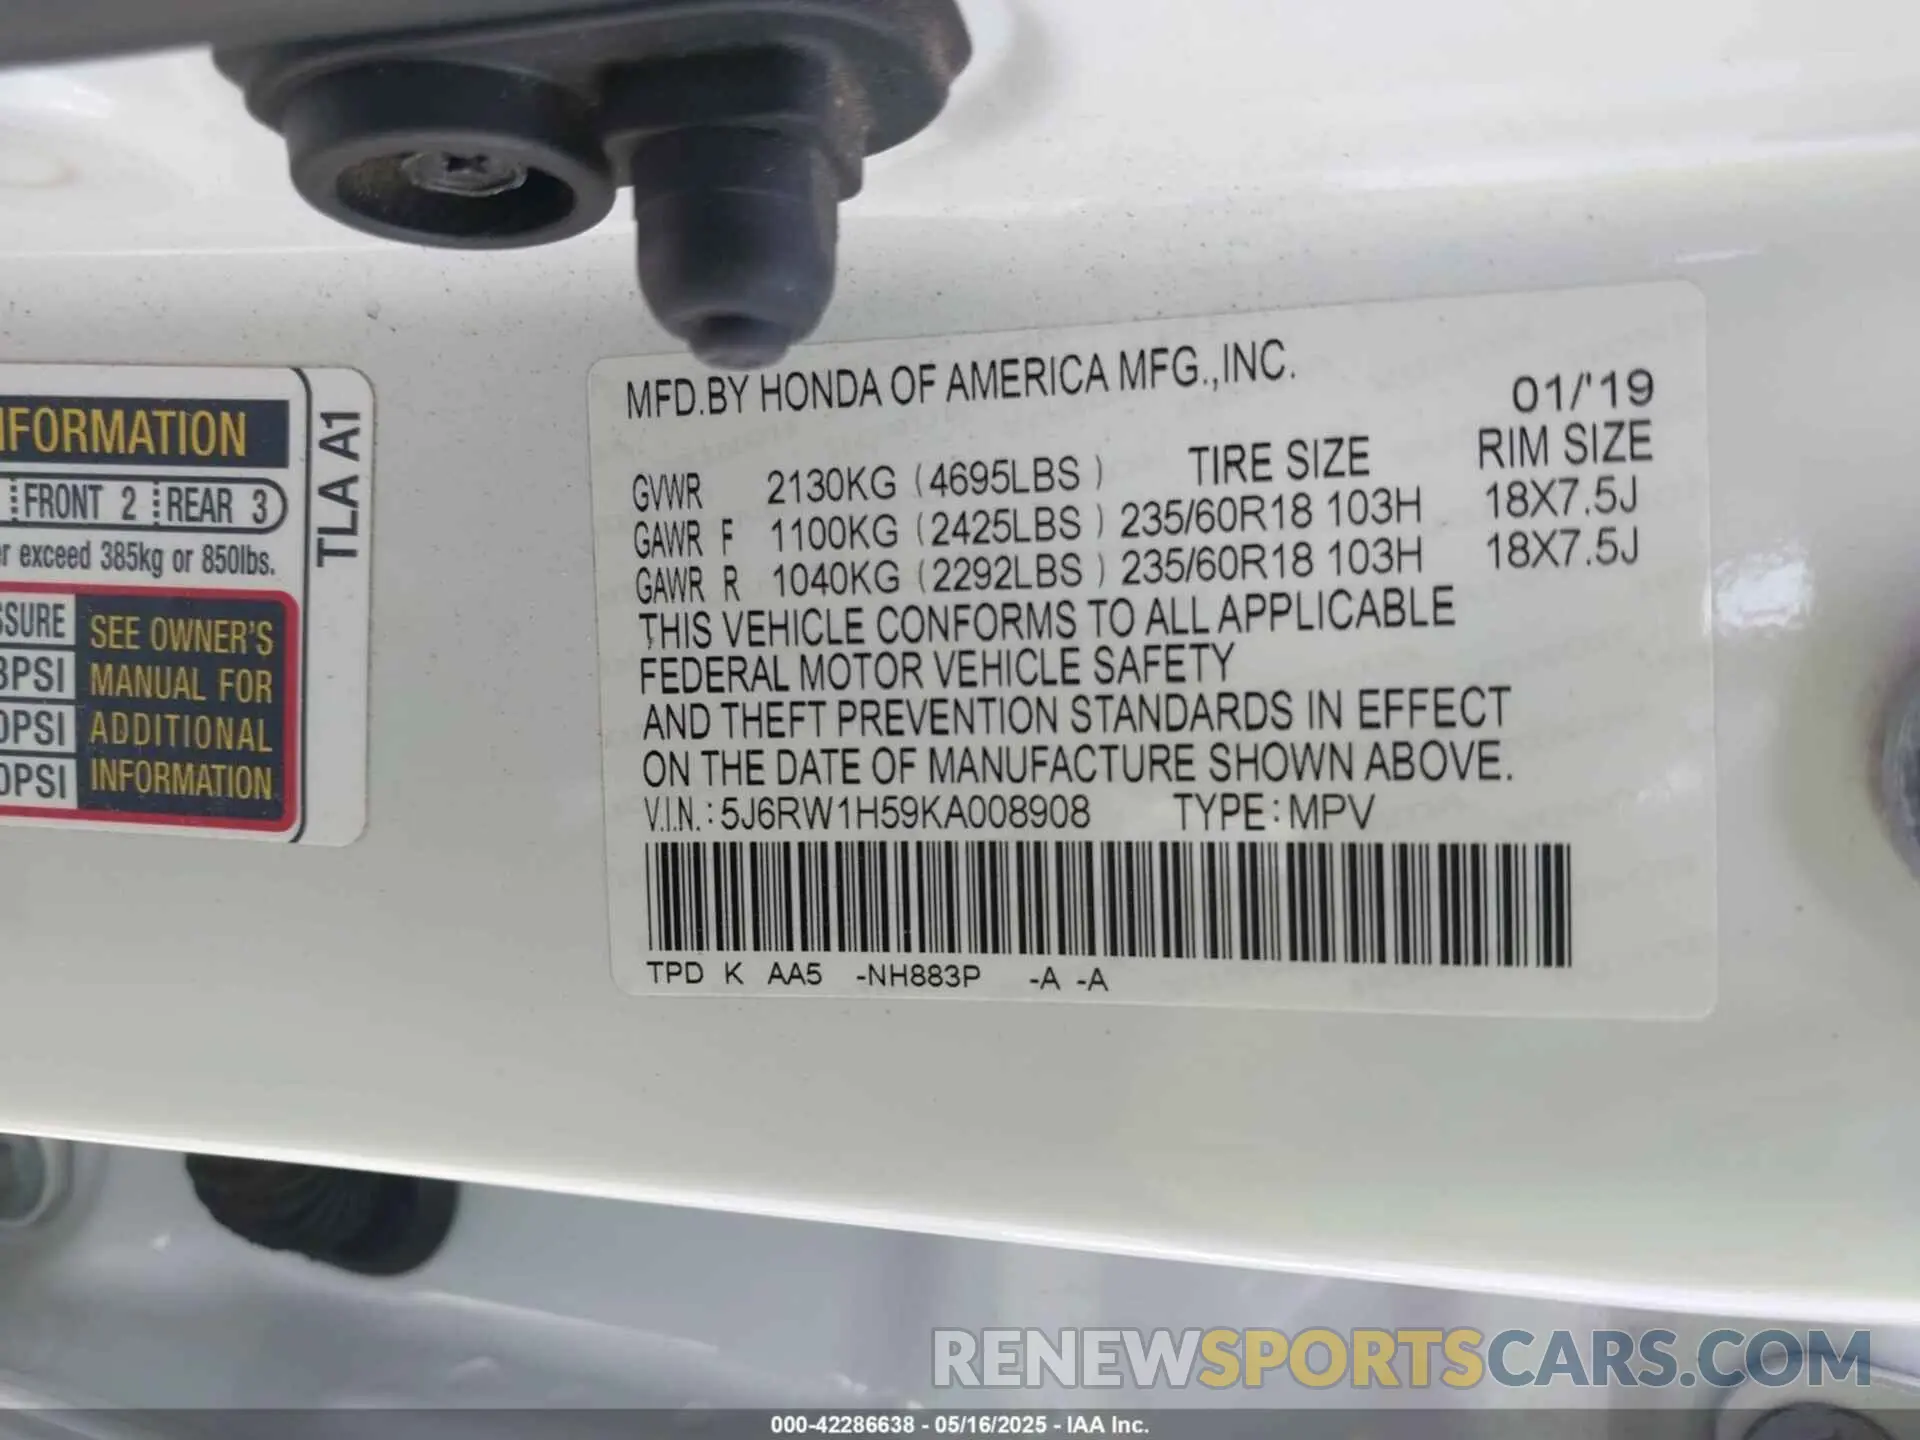 INFORMATION
FRONT 2 REAR 3
exceed 385kg or 850lbs.
SEE OWNER'S
PSI MANUAL FOR
PSI ADDITIONAL
PSI INFORMATION
TLA A1
MFD.BY HONDA OF AMERICA MFG.,INC. 01/'19
GVWR 2130KG (4695LBS ) TIRE SIZE RIM SIZE
GAWR F 1100KG (2425LBS ) 235/60R18 103H 18X7.5J
GAWR R 1040KG (2292LBS ) 235/60R18 103H 18X7.5J
THIS VEHICLE CONFORMS TO ALL APPLICABLE
FEDERAL MOTOR VEHICLE SAFETY
AND THEFT PREVENTION STANDARDS IN EFFECT
ON THE DATE OF MANUFACTURE SHOWN ABOVE.
V.I.N.: 5J6RW1H59KA008908 TYPE: MPV
TPD K AA5 -NH883P -A -A
RENEWSPORTSCARS.COM
000-42286638 - 05/16/2025 - IAA Inc.